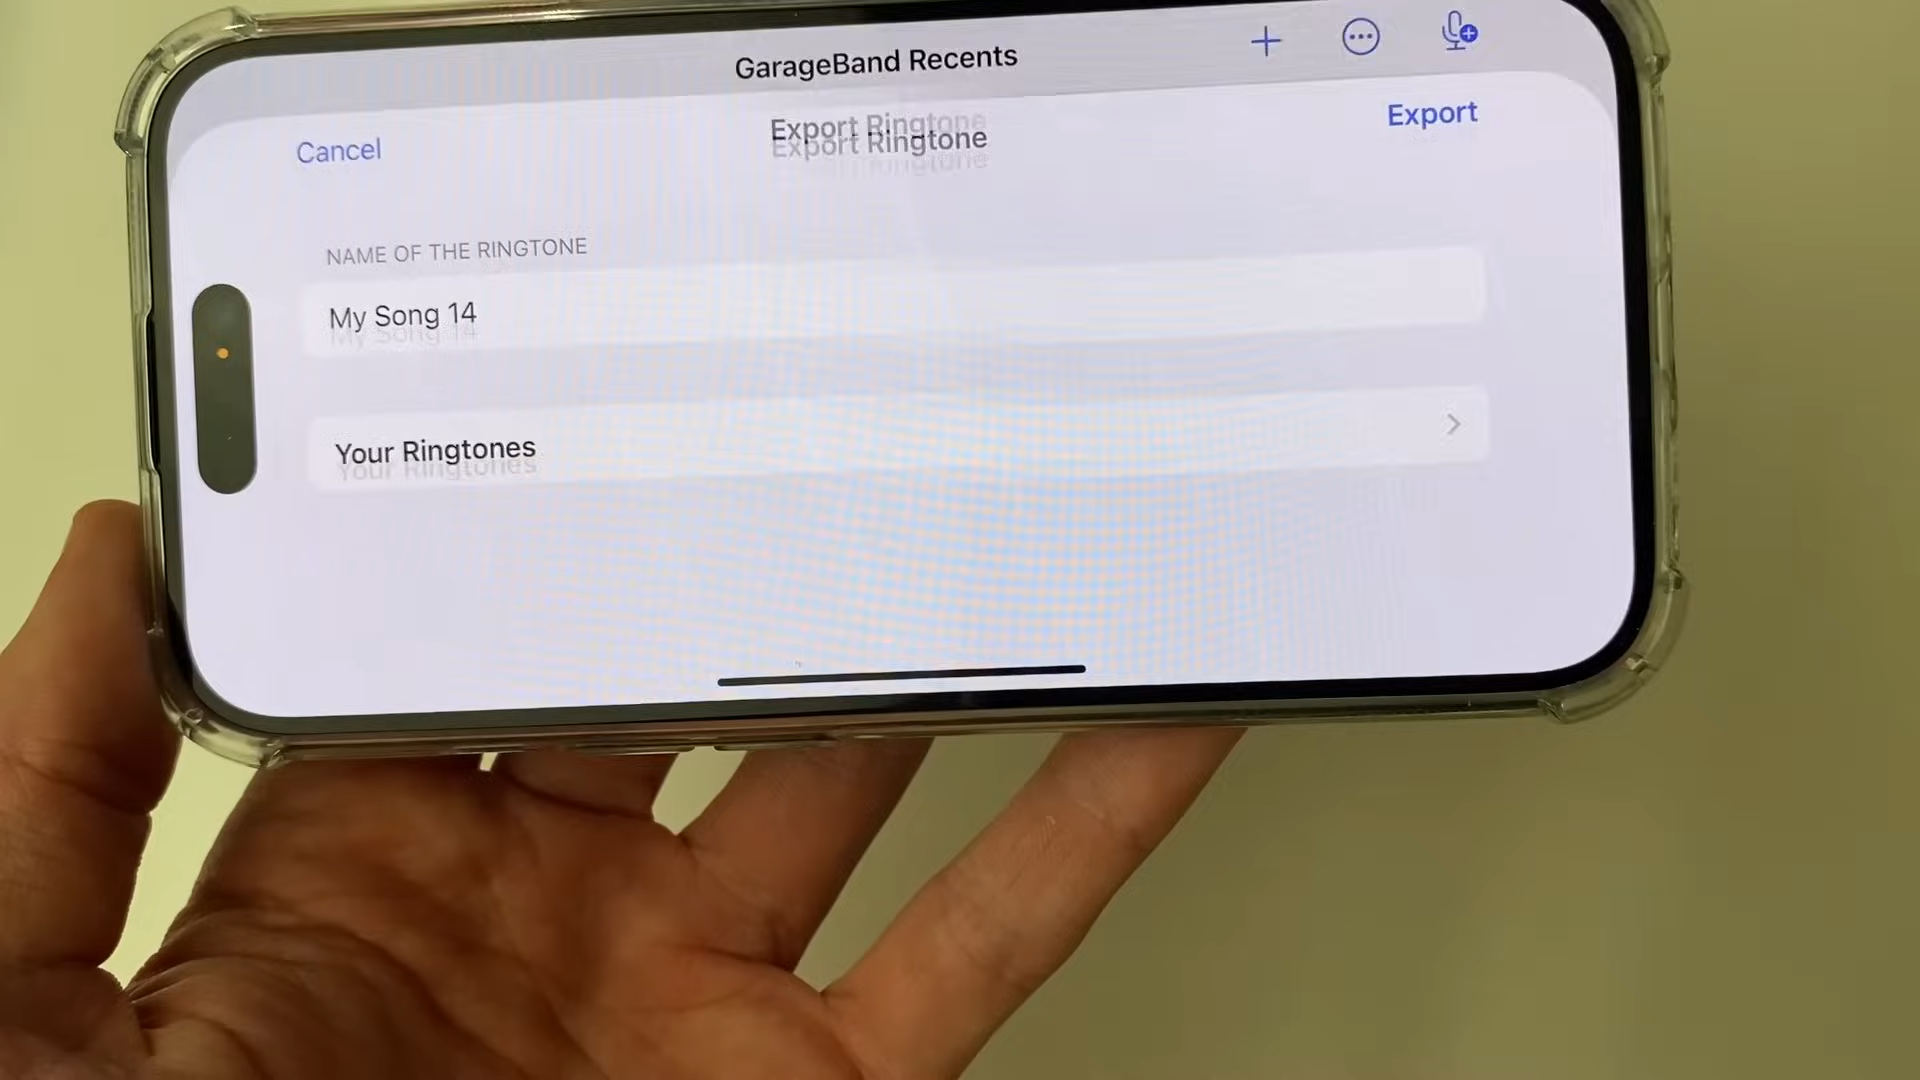 GarageBand Recents
Cancel
Export Ringtone
Export
NAME OF THE RINGTONE
My Song 14
Your Ringtones